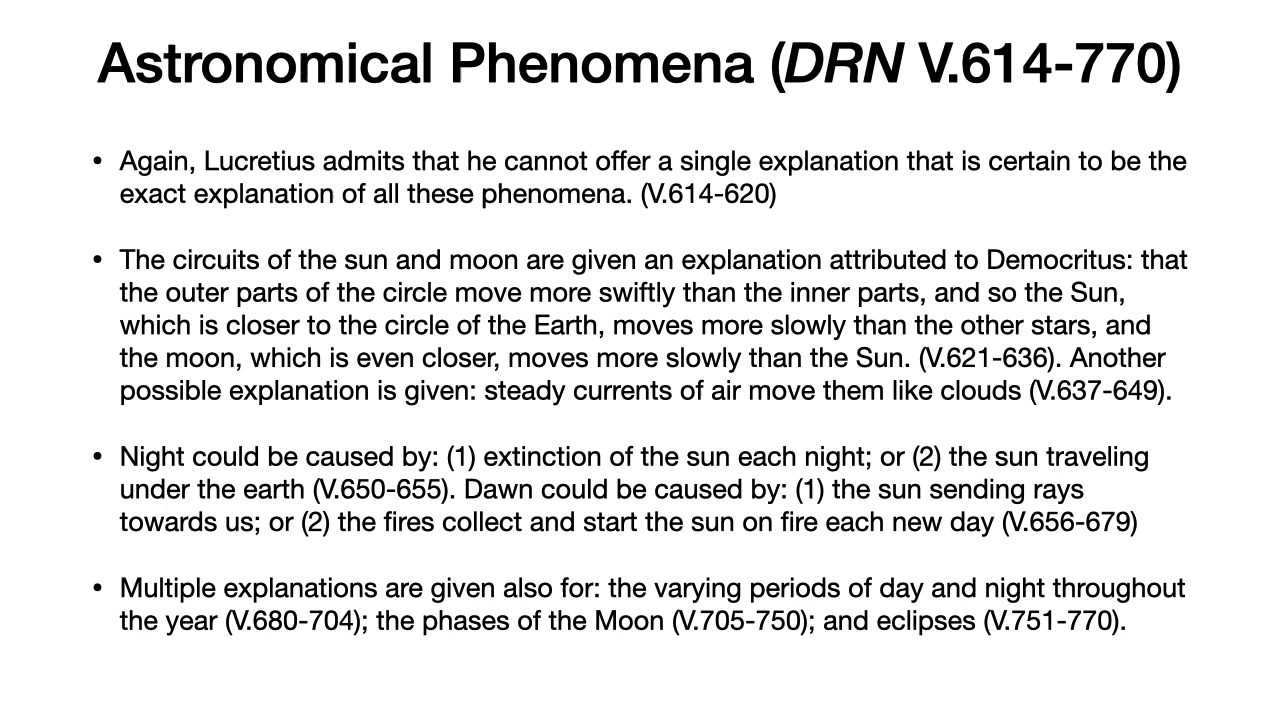 Astronomical Phenomena (DRN V.614-770)
• Again, Lucretius admits that he cannot offer a single explanation that is certain to be the
exact explanation of all these phenomena. (V.614-620)
• The circuits of the sun and moon are given an explanation attributed to Democritus: that
the outer parts of the circle move more swiftly than the inner parts, and so the Sun,
which is closer to the circle of the Earth, moves more slowly than the other stars, and
the moon, which is even closer, moves more slowly than the Sun. (V.621-636). Another
possible explanation is given: steady currents of air move them like clouds (V.637-649).
• Night could be caused by: (1) extinction of the sun each night; or (2) the sun traveling
under the earth (V.650-655). Dawn could be caused by: (1) the sun sending rays
towards us; or (2) the fires collect and start the sun on fire each new day (V.656-679)
• Multiple explanations are given also for: the varying periods of day and night throughout
the year (V.680-704); the phases of the Moon (V.705-750); and eclipses (V.751-770).